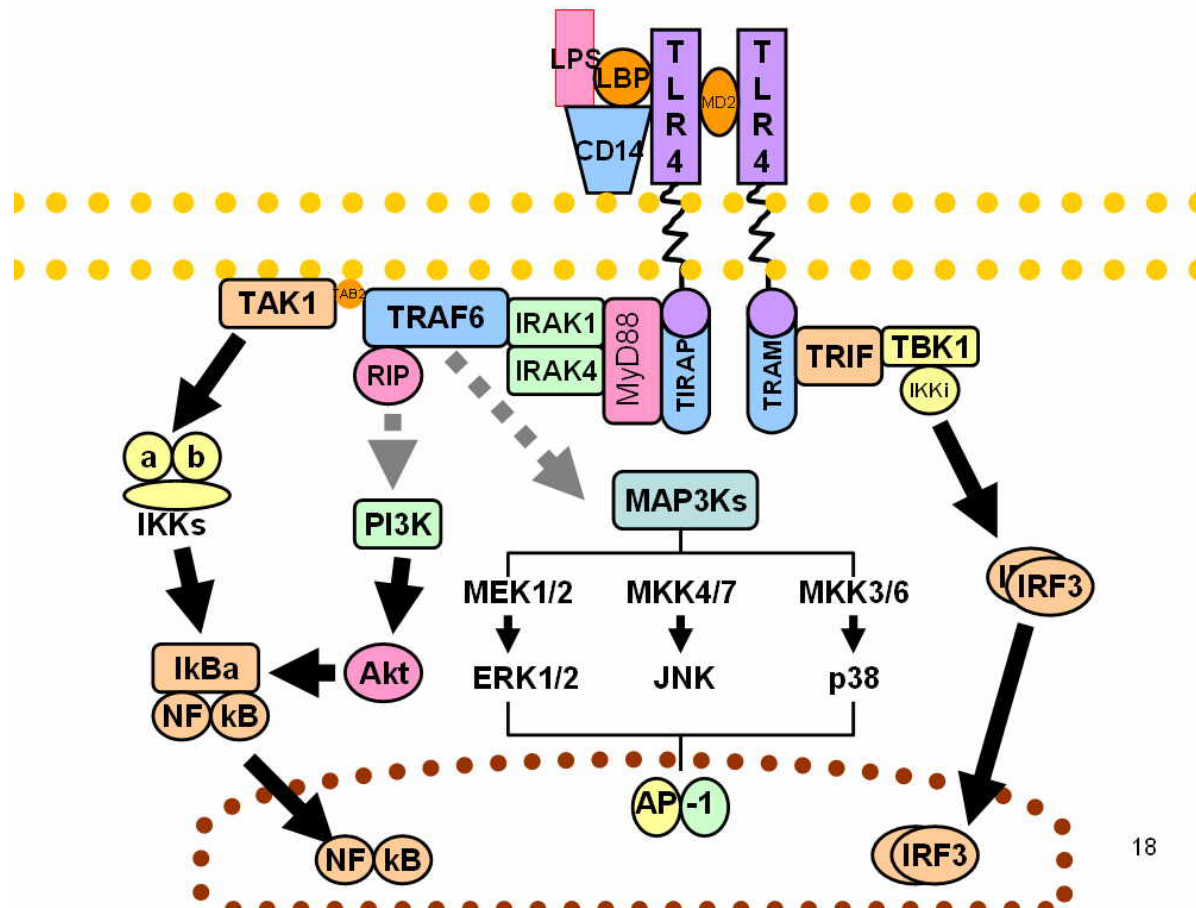 LPS
LBP
CD14
TLR4
MD2
TLR4
TAK1
TAB2
TRAF6
IRAK1
IRAK4
MyD88
TIRAP
TRAM
TRIF
TBK1
IKKi
RIP
a b
IKKs
PI3K
MAP3Ks
MEK1/2
MKK4/7
MKK3/6
IRF3
IkBa
NF kB
Akt
ERK1/2
JNK
p38
AP -1
NF kB
IRF3
18